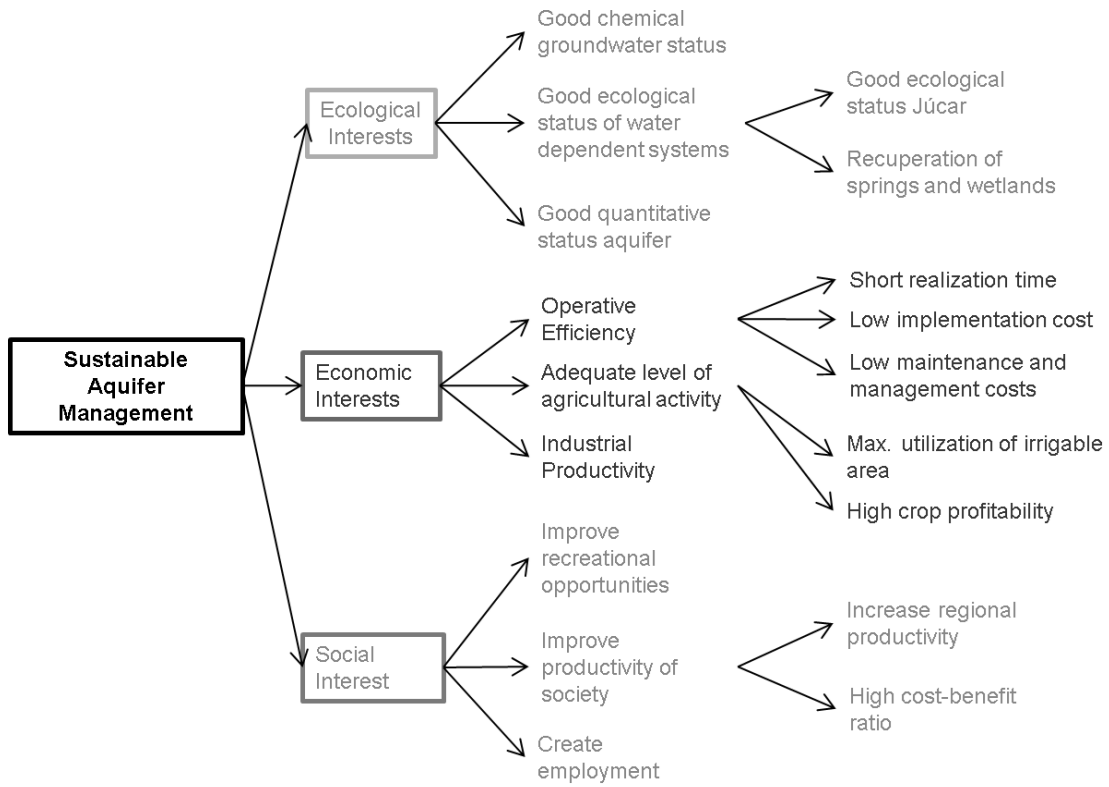 Sustainable
Aquifer
Management
Ecological
Interests
Good chemical
groundwater status
Good ecological
status of water
dependent systems
Good ecological
status Júcar
Recuperation of
springs and wetlands
Good quantitative
status aquifer
Economic
Interests
Operative
Efficiency
Short realization time
Low implementation cost
Low maintenance and
management costs
Adequate level of
agricultural activity
Max. utilization of irrigable
area
High crop profitability
Industrial
Productivity
Social
Interest
Improve
recreational
opportunities
Improve
productivity of
society
Increase regional
productivity
High cost-benefit
ratio
Create
employment